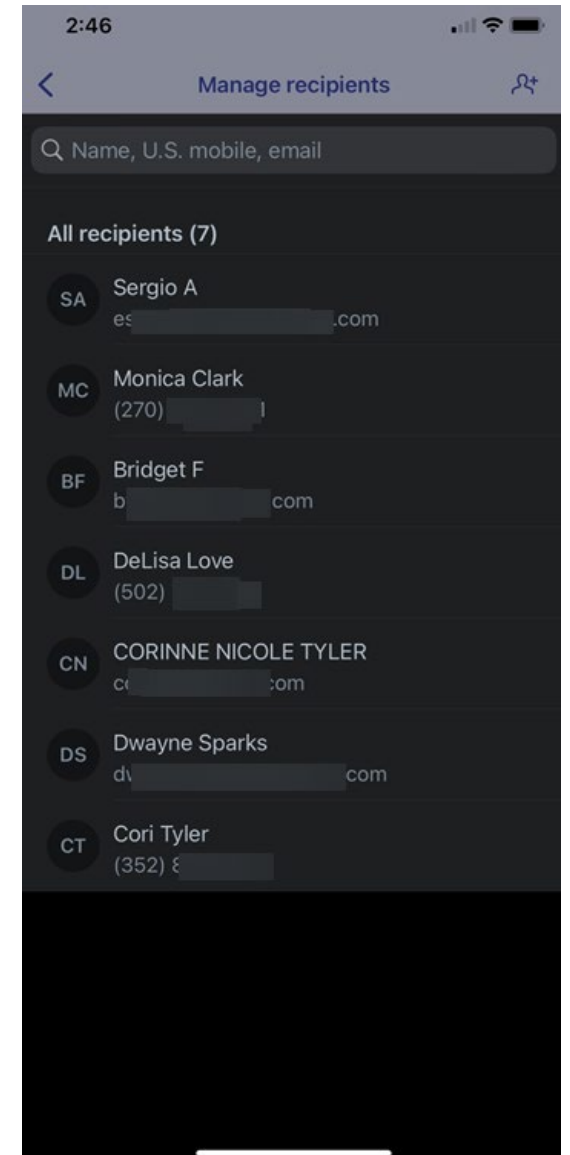 2:46
Manage recipients
Name, U.S. mobile, email
All recipients (7)
SA
Sergio A
es .com
MC
Monica Clark
(270)
BF
Bridget F
b com
DL
DeLisa Love
(502)
CN
CORINNE NICOLE TYLER
com
DS
Dwayne Sparks
com
CT
Cori Tyler
(352)